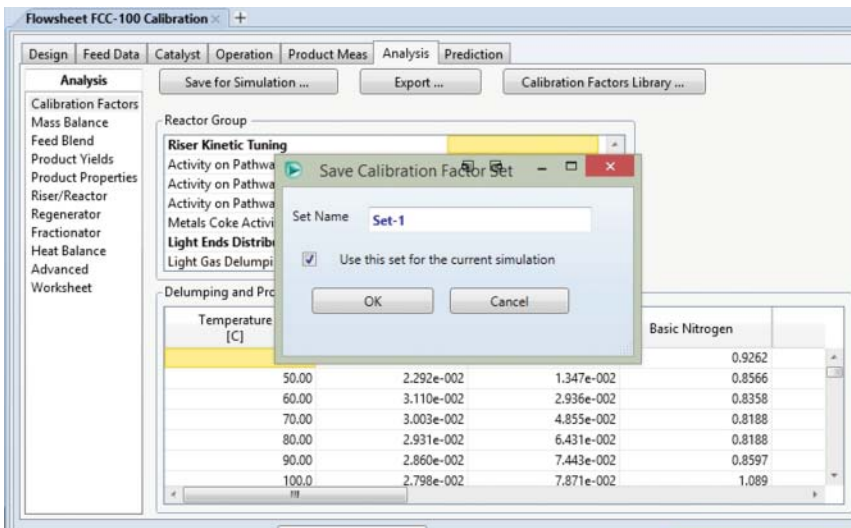 Flowsheet FCC-100 Calibration × +
Design Feed Data Catalyst Operation Product Meas Analysis Prediction
Analysis
Calibration Factors
Mass Balance
Feed Blend
Product Yields
Product Properties
Riser/Reactor
Regenerator
Fractionator
Heat Balance
Advanced
Worksheet
Save for Simulation ... Export ... Calibration Factors Library ...
Reactor Group
Riser Kinetic Tuning
Activity on Pathwa
Activity on Pathwa
Activity on Pathwa
Metals Coke Activi
Light Ends Distribu
Light Gas Delumpi
Save Calibration Factor Set
Set Name Set-1
Use this set for the current simulation
OK Cancel
Delumping and Pro
Temperature
[C] Basic Nitrogen
0.9262
50.00 2.292e-002 1.347e-002 0.8566
60.00 3.110e-002 2.936e-002 0.8358
70.00 3.003e-002 4.855e-002 0.8188
80.00 2.931e-002 6.431e-002 0.8188
90.00 2.860e-002 7.443e-002 0.8597
100.0 2.798e-002 7.871e-002 1.089